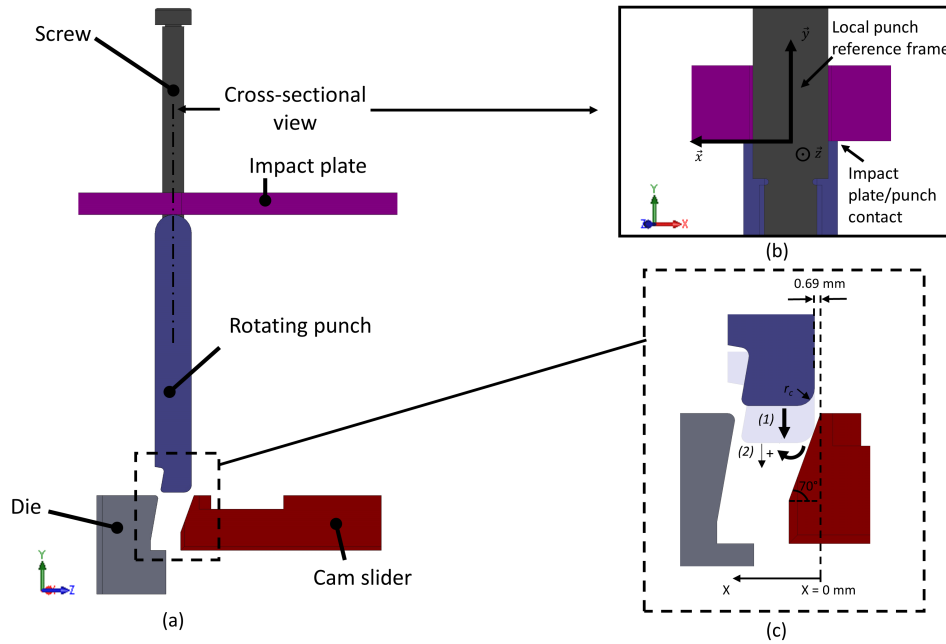 Screw
Cross-sectional
view
Impact plate
Rotating punch
Die
Cam slider
Y
X
Z
(a)
Local punch
reference frame
y⃗
x⃗
z⃗
Impact
plate/punch
contact
Y
Z
X
(b)
0.69 mm
r_c
(1)
(2)
+
70°
X
X = 0 mm
(c)